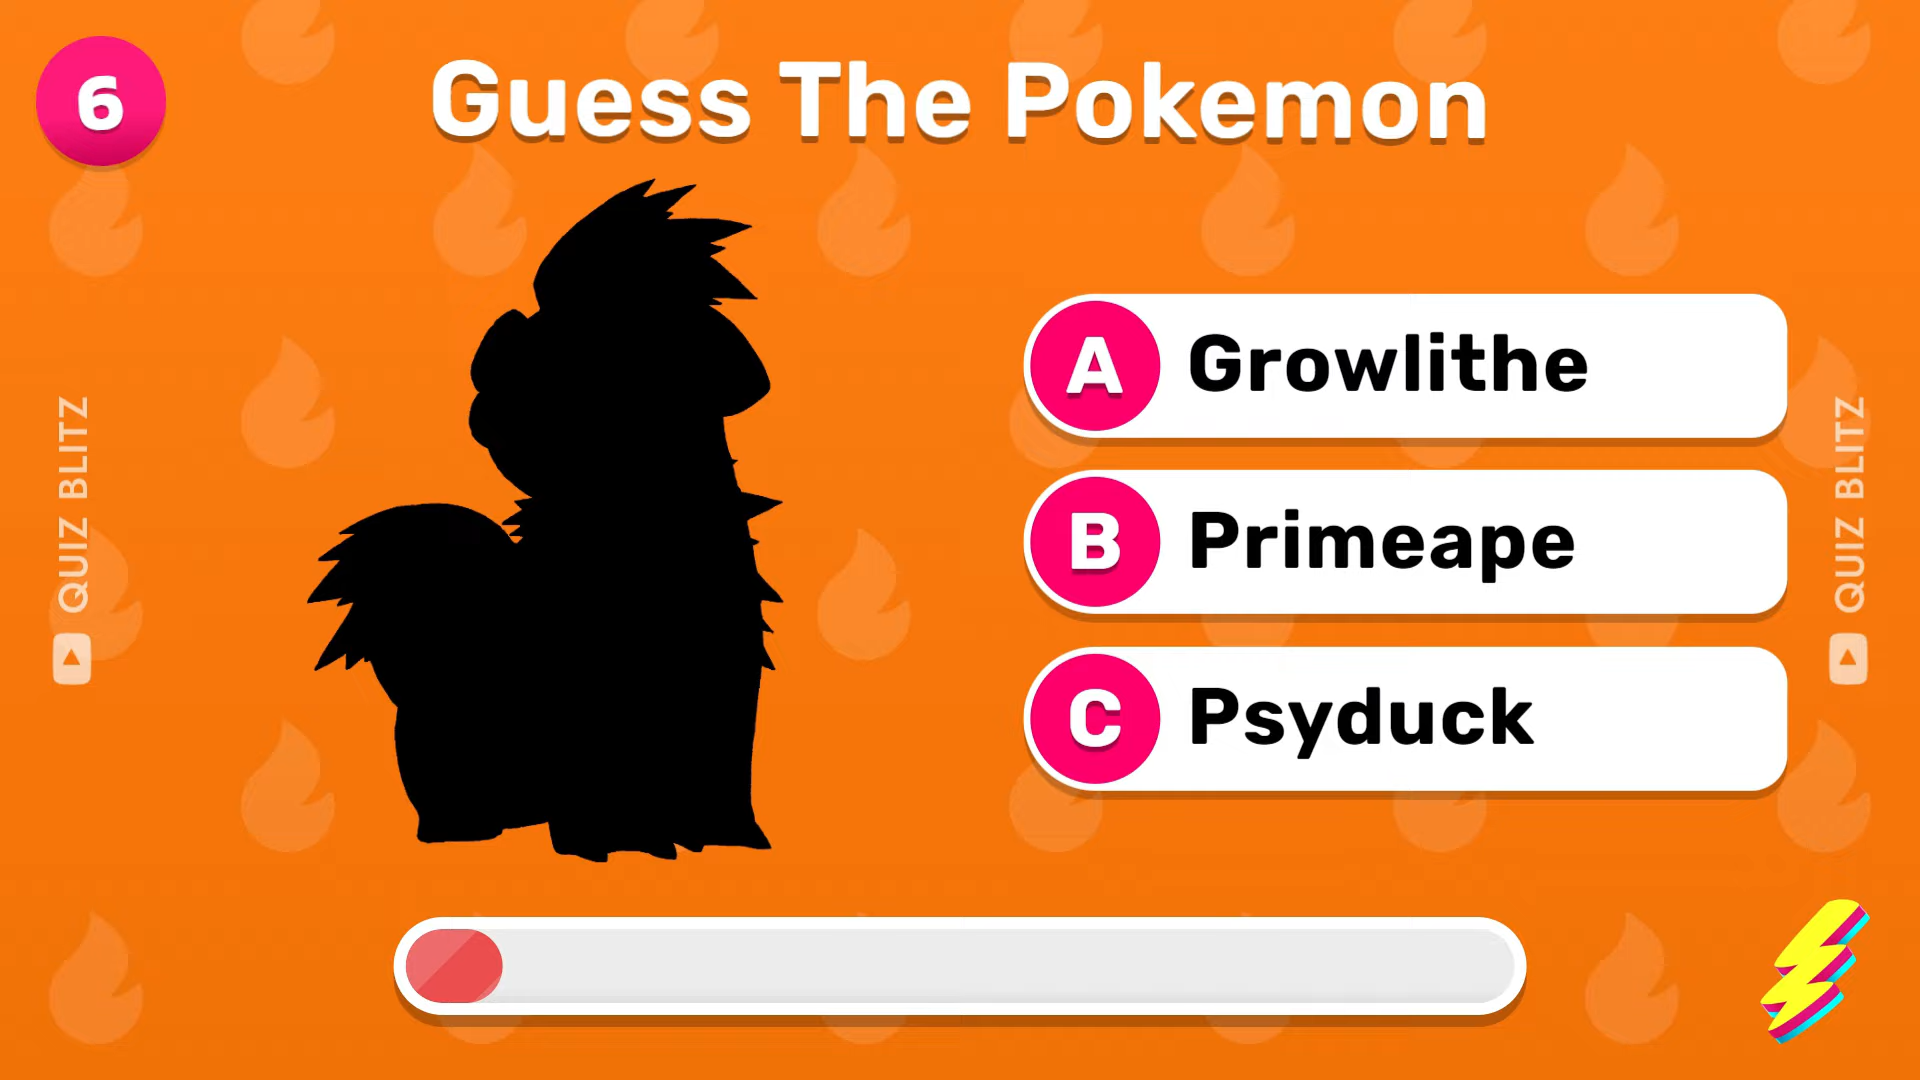 6
Guess The Pokemon
A Growlithe
B Primeape
C Psyduck
QUIZ BLITZ
QUIZ BLITZ